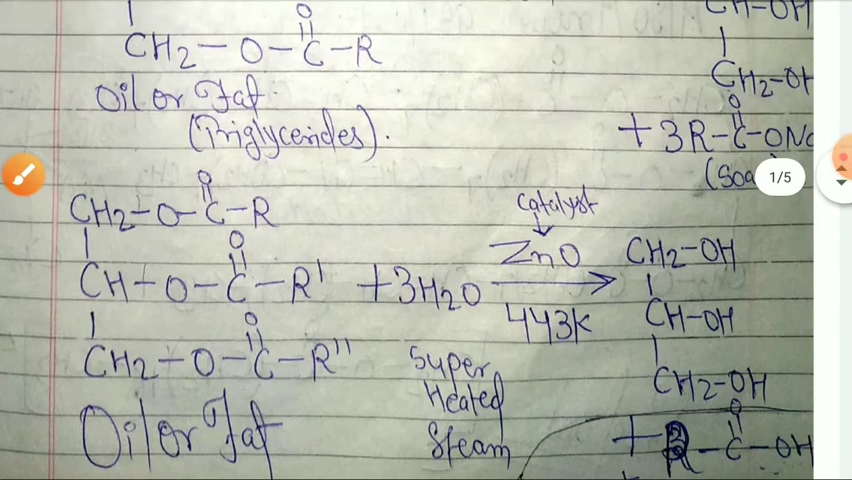 O CH-OH
CH2-O-C-R CH2-OH
Oil or Fat. O
(Triglycerides). +3R-C-ONa
(Soa 1/5
O
CH2-O-C-R Catalyst
O ZnO CH2-OH
CH-O-C-R' +3H2O CH-OH
O 443K
CH2-O-C-R'' Super CH2-OH
Heated O
Oil or Fat Steam +R-C-OH
+